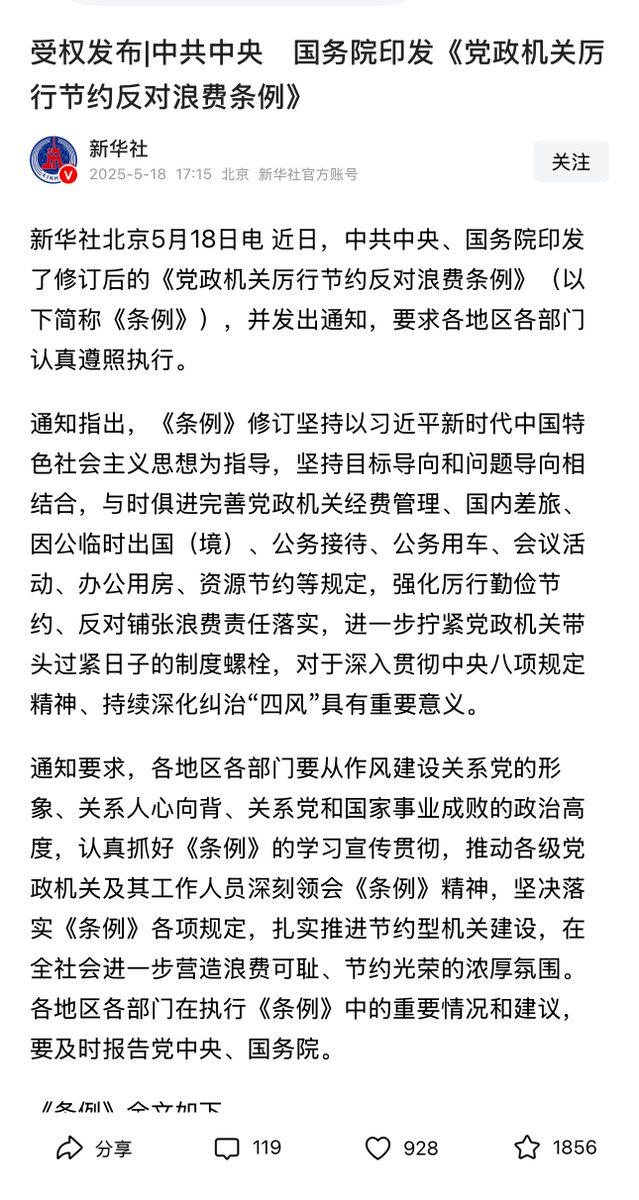 受权发布|中共中央　国务院印发《党政机关厉
行节约反对浪费条例》
新华社
2025-5-18 17:15 北京 新华社官方账号
关注
新华社北京5月18日电 近日，中共中央、国务院印发
了修订后的《党政机关厉行节约反对浪费条例》（以
下简称《条例》），并发出通知，要求各地区各部门
认真遵照执行。
通知指出，《条例》修订坚持以习近平新时代中国特
色社会主义思想为指导，坚持目标导向和问题导向相
结合，与时俱进完善党政机关经费管理、国内差旅、
因公临时出国（境）、公务接待、公务用车、会议活
动、办公用房、资源节约等规定，强化厉行勤俭节
约、反对铺张浪费责任落实，进一步拧紧党政机关带
头过紧日子的制度螺栓，对于深入贯彻中央八项规定
精神、持续深化纠治“四风”具有重要意义。
通知要求，各地区各部门要从作风建设关系党的形
象、关系人心向背、关系党和国家事业成败的政治高
度，认真抓好《条例》的学习宣传贯彻，推动各级党
政机关及其工作人员深刻领会《条例》精神，坚决落
实《条例》各项规定，扎实推进节约型机关建设，在
全社会进一步营造浪费可耻、节约光荣的浓厚氛围。
各地区各部门在执行《条例》中的重要情况和建议，
要及时报告党中央、国务院。
《条例》全文如下
分享 119 928 1856